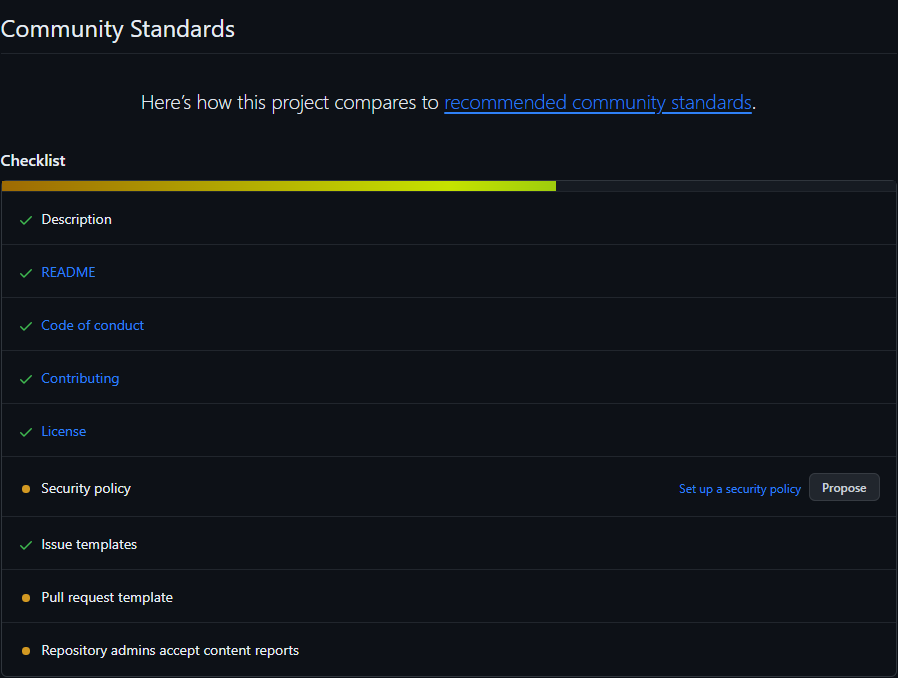 Community Standards
Here’s how this project compares to recommended community standards.
Checklist
Description
README
Code of conduct
Contributing
License
Security policy Set up a security policy Propose
Issue templates
Pull request template
Repository admins accept content reports